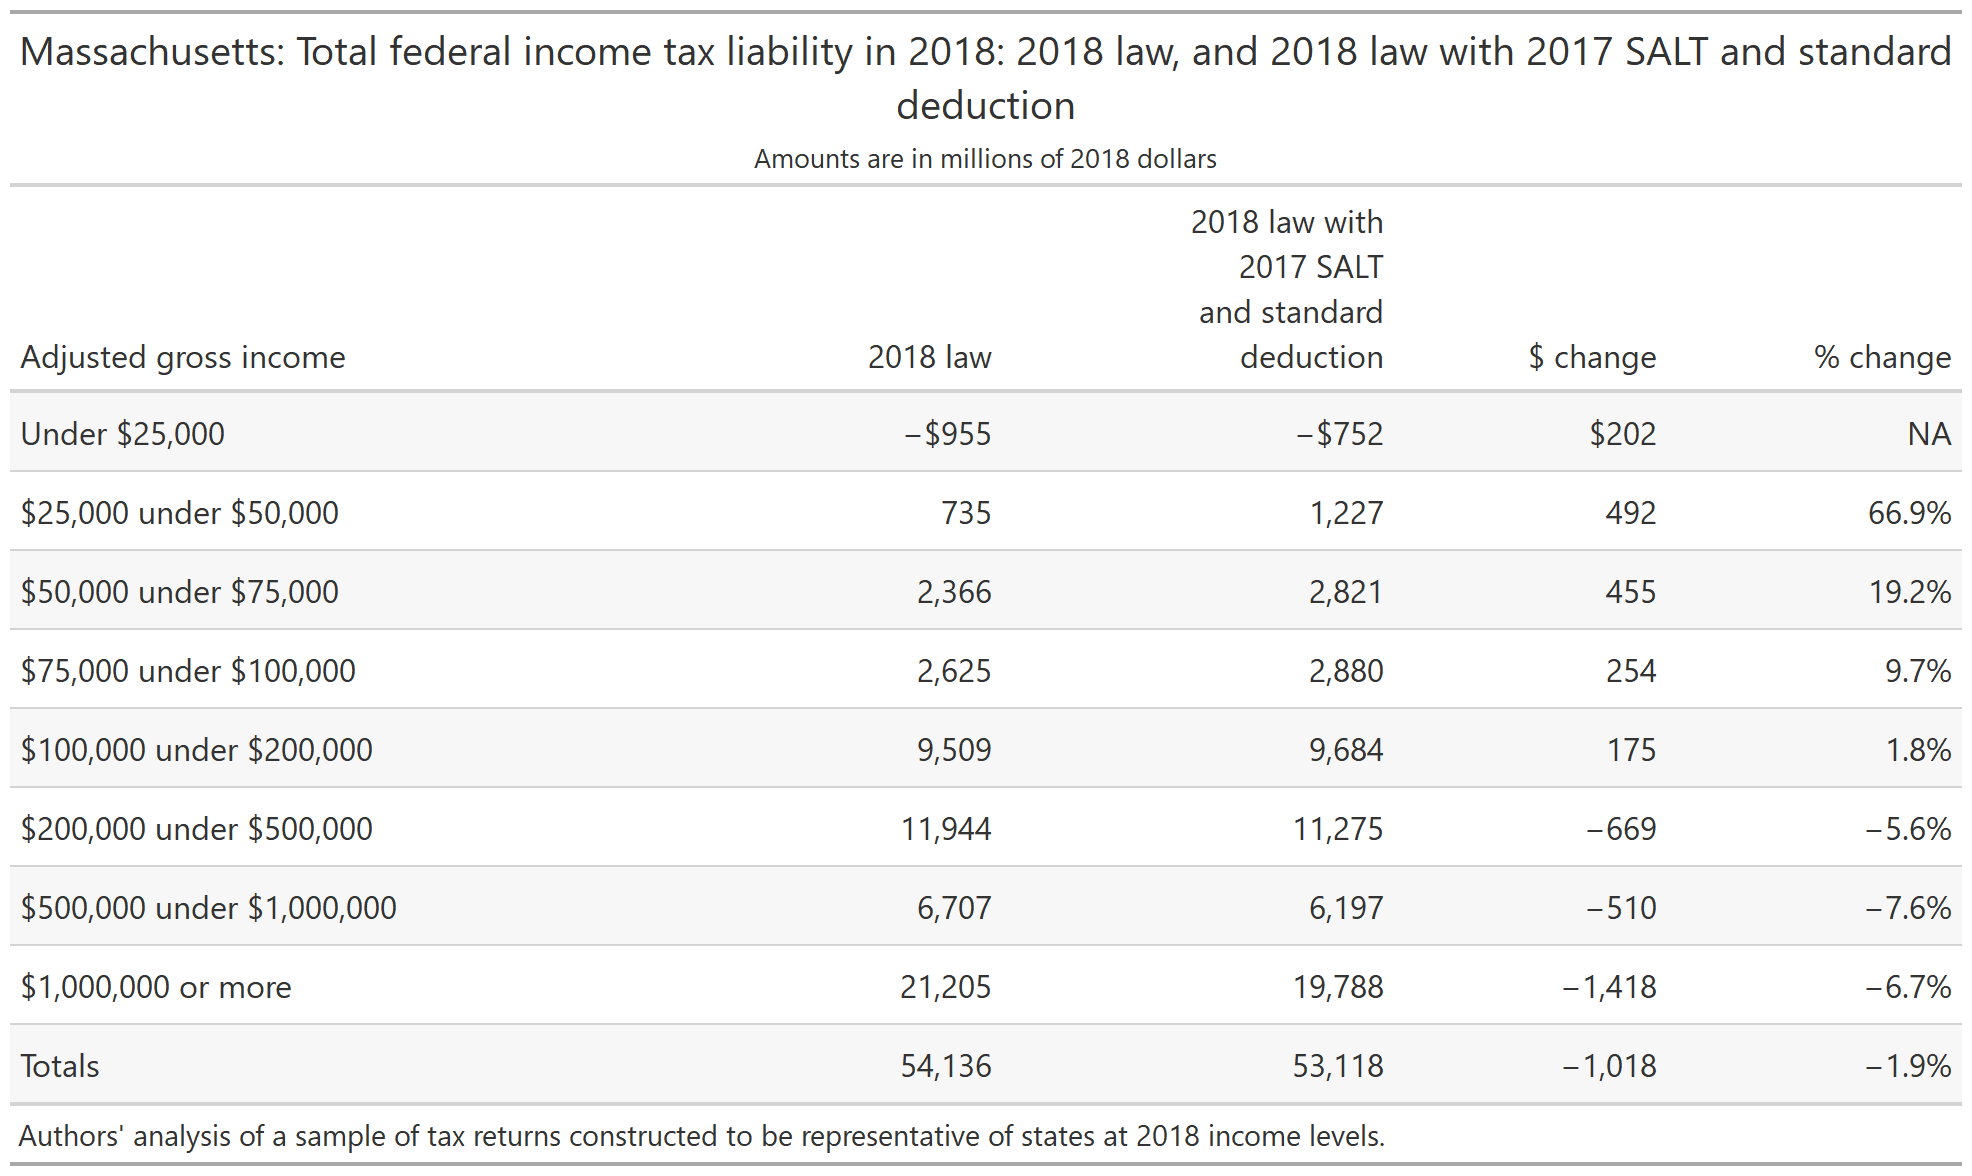 Massachusetts: Total federal income tax liability in 2018: 2018 law, and 2018 law with 2017 SALT and standard
deduction
Amounts are in millions of 2018 dollars
2018 law with
2017 SALT
and standard
Adjusted gross income 2018 law deduction $ change % change
Under $25,000 −$955 −$752 $202 NA
$25,000 under $50,000 735 1,227 492 66.9%
$50,000 under $75,000 2,366 2,821 455 19.2%
$75,000 under $100,000 2,625 2,880 254 9.7%
$100,000 under $200,000 9,509 9,684 175 1.8%
$200,000 under $500,000 11,944 11,275 −669 −5.6%
$500,000 under $1,000,000 6,707 6,197 −510 −7.6%
$1,000,000 or more 21,205 19,788 −1,418 −6.7%
Totals 54,136 53,118 −1,018 −1.9%
Authors' analysis of a sample of tax returns constructed to be representative of states at 2018 income levels.